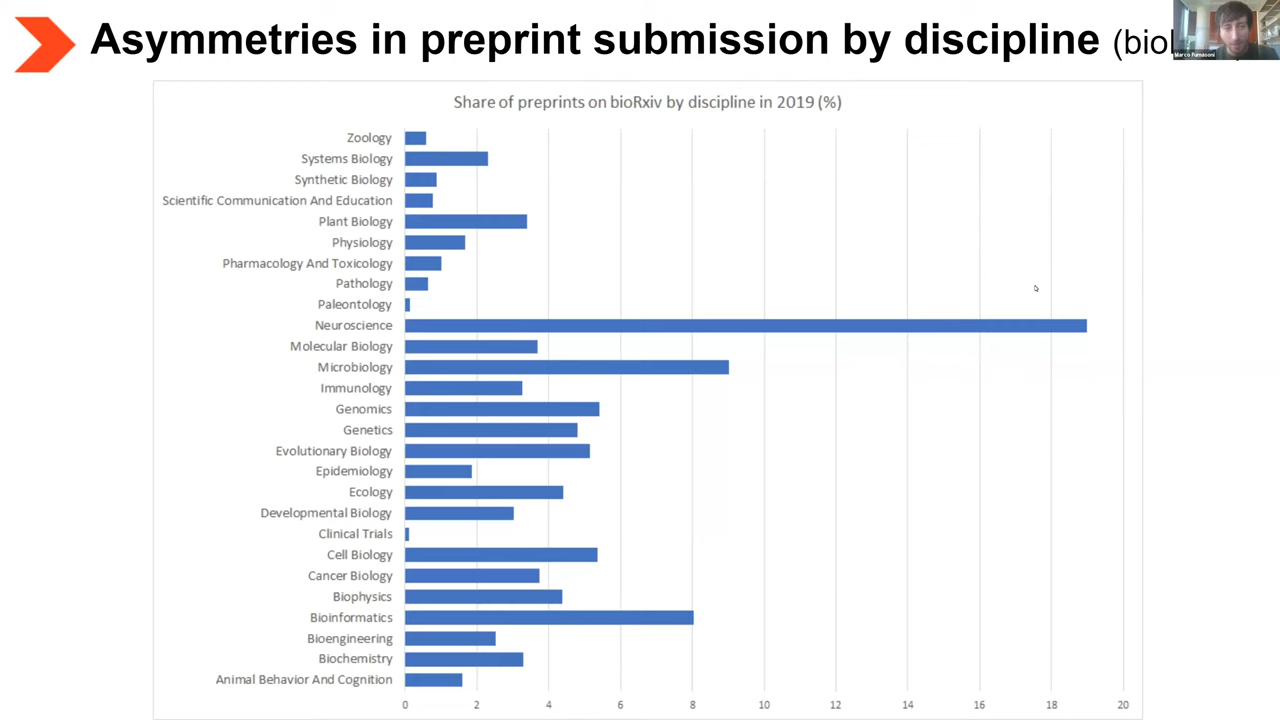 Asymmetries in preprint submission by discipline (bio
Marco Fumasoni
Share of preprints on bioRxiv by discipline in 2019 (%)
Zoology
Systems Biology
Synthetic Biology
Scientific Communication And Education
Plant Biology
Physiology
Pharmacology And Toxicology
Pathology
Paleontology
Neuroscience
Molecular Biology
Microbiology
Immunology
Genomics
Genetics
Evolutionary Biology
Epidemiology
Ecology
Developmental Biology
Clinical Trials
Cell Biology
Cancer Biology
Biophysics
Bioinformatics
Bioengineering
Biochemistry
Animal Behavior And Cognition
0 2 4 6 8 10 12 14 16 18 20